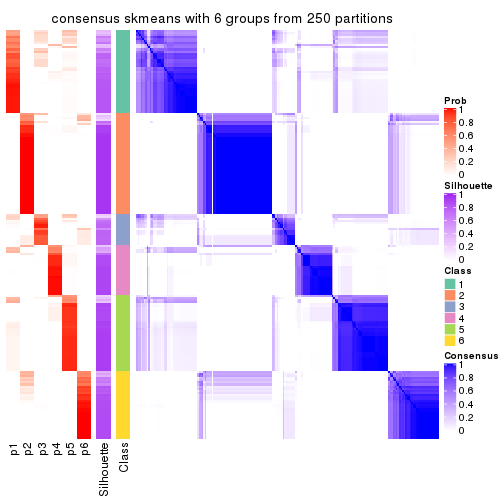 consensus skmeans with 6 groups from 250 partitions
Prob
1
0.8
0.6
0.4
0.2
0
Silhouette
1
0.8
0.6
0.4
0.2
0
Class
1
2
3
4
5
6
Consensus
1
0.8
0.6
0.4
0.2
0
p1
p2
p3
p4
p5
p6
Silhouette
Class